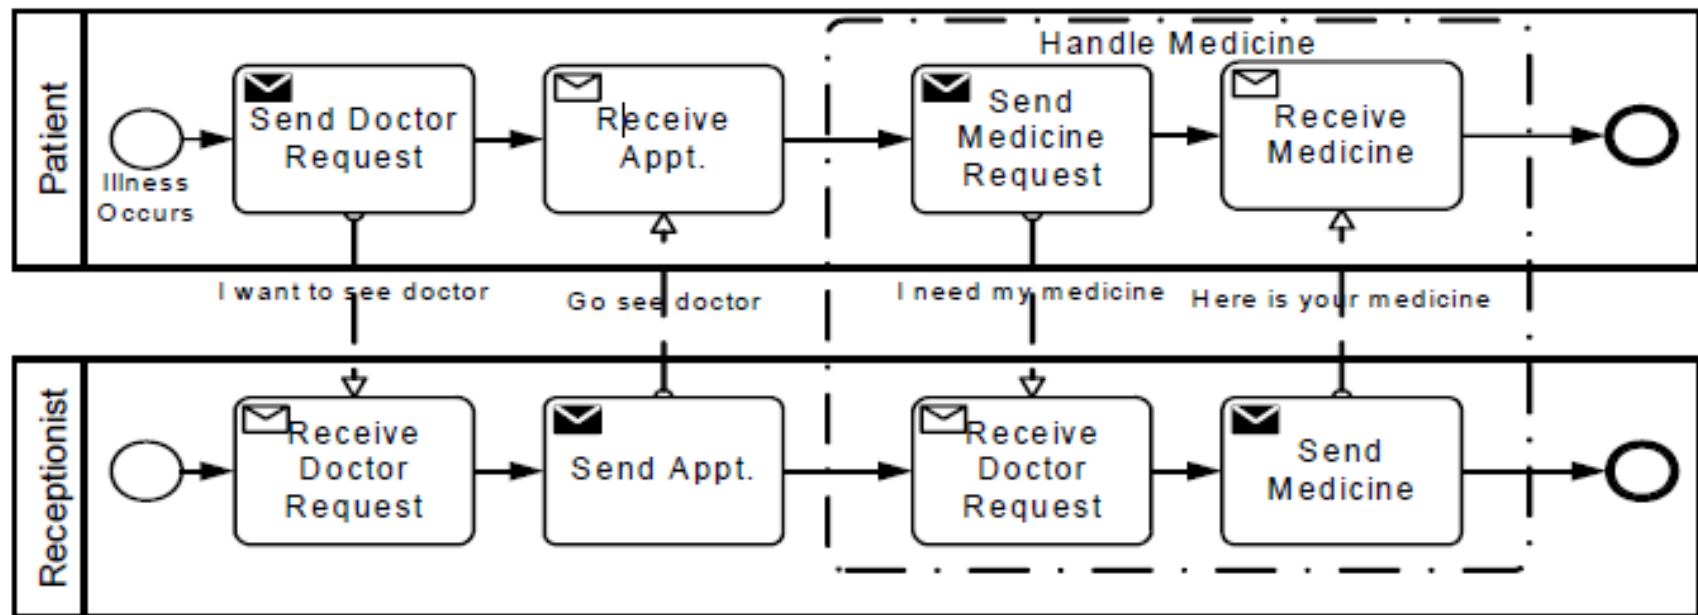 Patient
Handle Medicine
Send Doctor
Request
Receive
Appt.
Send
Medicine
Request
Receive
Medicine
Illness
Occurs
I want to see doctor
Go see doctor
I need my medicine
Here is your medicine
Receptionist
Receive
Doctor
Request
Send Appt.
Receive
Doctor
Request
Send
Medicine